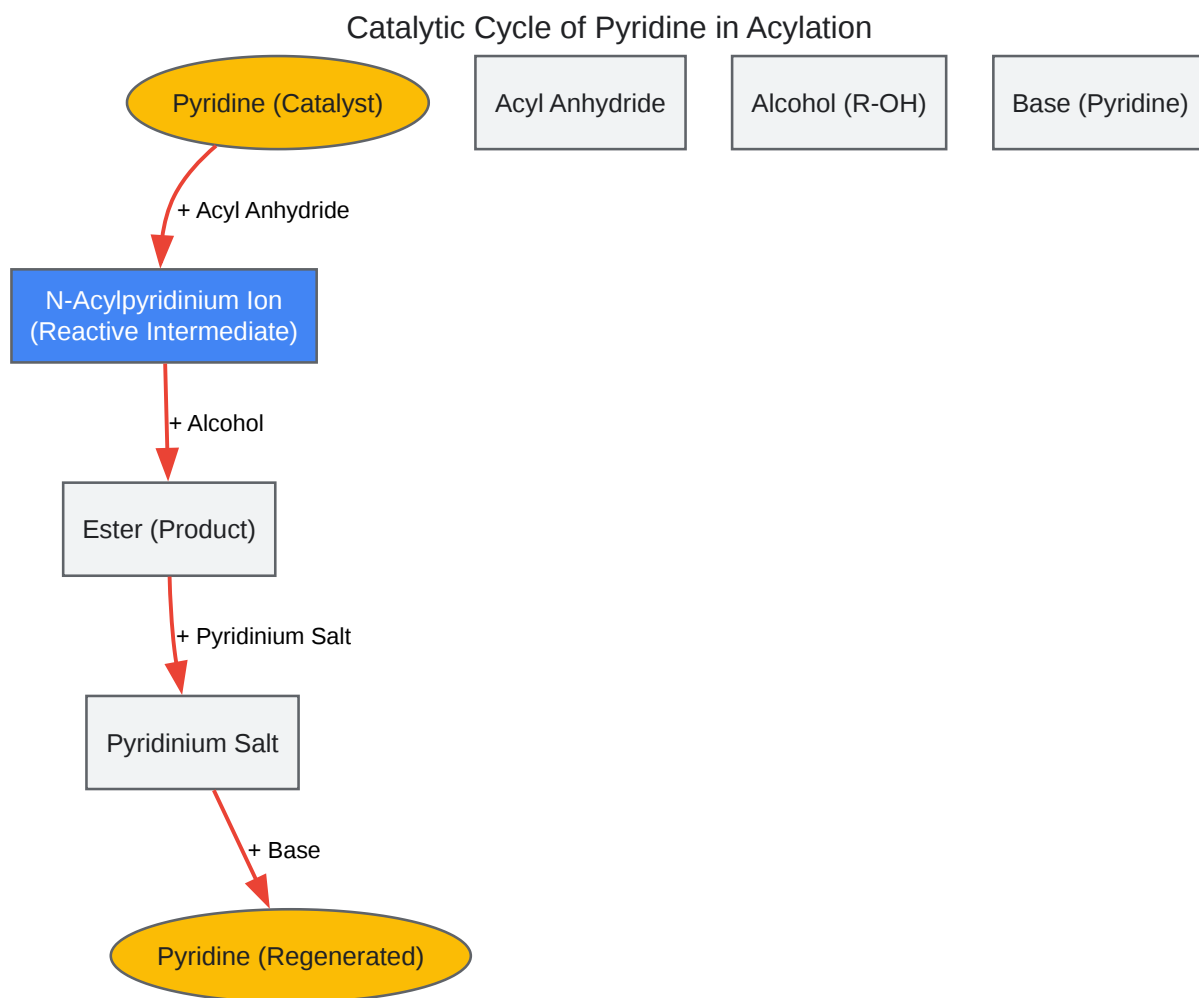 Catalytic Cycle of Pyridine in Acylation
Pyridine (Catalyst)
Acyl Anhydride
Alcohol (R-OH)
Base (Pyridine)
+ Acyl Anhydride
N-Acylpyridinium Ion
(Reactive Intermediate)
+ Alcohol
Ester (Product)
+ Pyridinium Salt
Pyridinium Salt
+ Base
Pyridine (Regenerated)